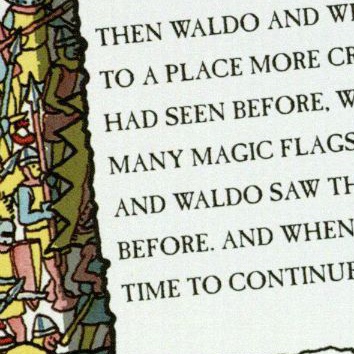 THEN WALDO AND
TO A PLACE MORE
HAD SEEN BEFORE,
MANY MAGIC FLAGS
AND WALDO SAW
BEFORE. AND WHEN
TIME TO CONTINUE